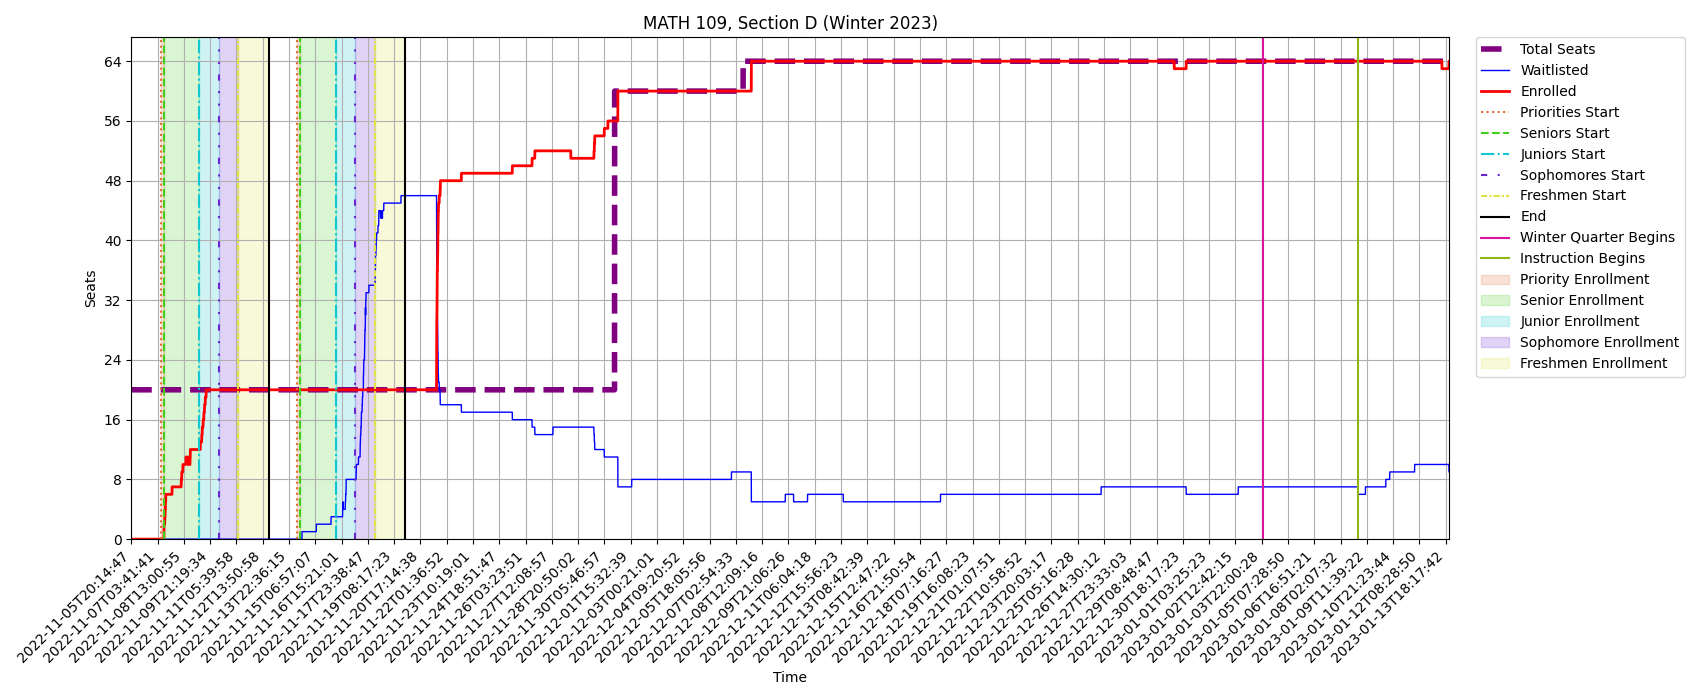 MATH 109, Section D (Winter 2023)
Seats
64
56
48
40
32
24
16
8
0
2022-11-05T20:14:47
2022-11-07T03:41:41
2022-11-08T13:00:55
2022-11-09T21:19:34
2022-11-11T05:39:58
2022-11-12T13:50:58
2022-11-13T22:36:15
2022-11-15T06:57:07
2022-11-16T15:21:01
2022-11-17T23:38:47
2022-11-19T08:17:23
2022-11-20T17:14:38
2022-11-22T01:36:52
2022-11-23T10:19:01
2022-11-24T18:51:47
2022-11-26T03:23:51
2022-11-27T12:08:57
2022-11-28T20:50:02
2022-11-30T05:46:57
2022-12-01T15:32:39
2022-12-03T00:21:01
2022-12-04T09:20:52
2022-12-05T18:05:56
2022-12-07T02:54:33
2022-12-08T12:09:16
2022-12-09T21:06:26
2022-12-11T06:04:18
2022-12-12T15:56:23
2022-12-13T08:42:39
2022-12-15T12:47:22
2022-12-16T21:50:54
2022-12-18T07:16:27
2022-12-19T16:08:23
2022-12-21T01:07:51
2022-12-22T10:58:52
2022-12-23T20:03:17
2022-12-25T05:16:28
2022-12-26T14:30:12
2022-12-27T23:33:03
2022-12-29T08:48:47
2022-12-30T18:17:23
2023-01-01T03:25:23
2023-01-02T12:42:15
2023-01-03T22:00:28
2023-01-05T07:28:50
2023-01-06T16:51:21
2023-01-08T02:07:32
2023-01-09T11:39:22
2023-01-10T21:23:44
2023-01-12T08:28:50
2023-01-13T18:17:42
Time
Total Seats
Waitlisted
Enrolled
Priorities Start
Seniors Start
Juniors Start
Sophomores Start
Freshmen Start
End
Winter Quarter Begins
Instruction Begins
Priority Enrollment
Senior Enrollment
Junior Enrollment
Sophomore Enrollment
Freshmen Enrollment